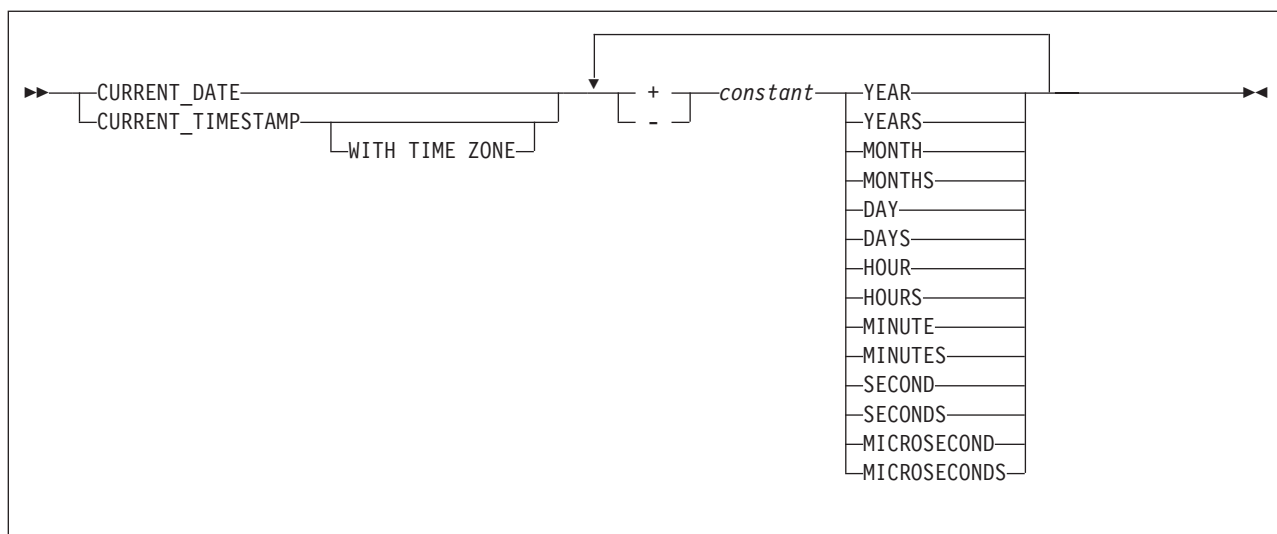 CURRENT_DATE + constant YEAR
CURRENT_TIMESTAMP - YEARS
WITH TIME ZONE MONTH
MONTHS
DAY
DAYS
HOUR
HOURS
MINUTE
MINUTES
SECOND
SECONDS
MICROSECOND
MICROSECONDS